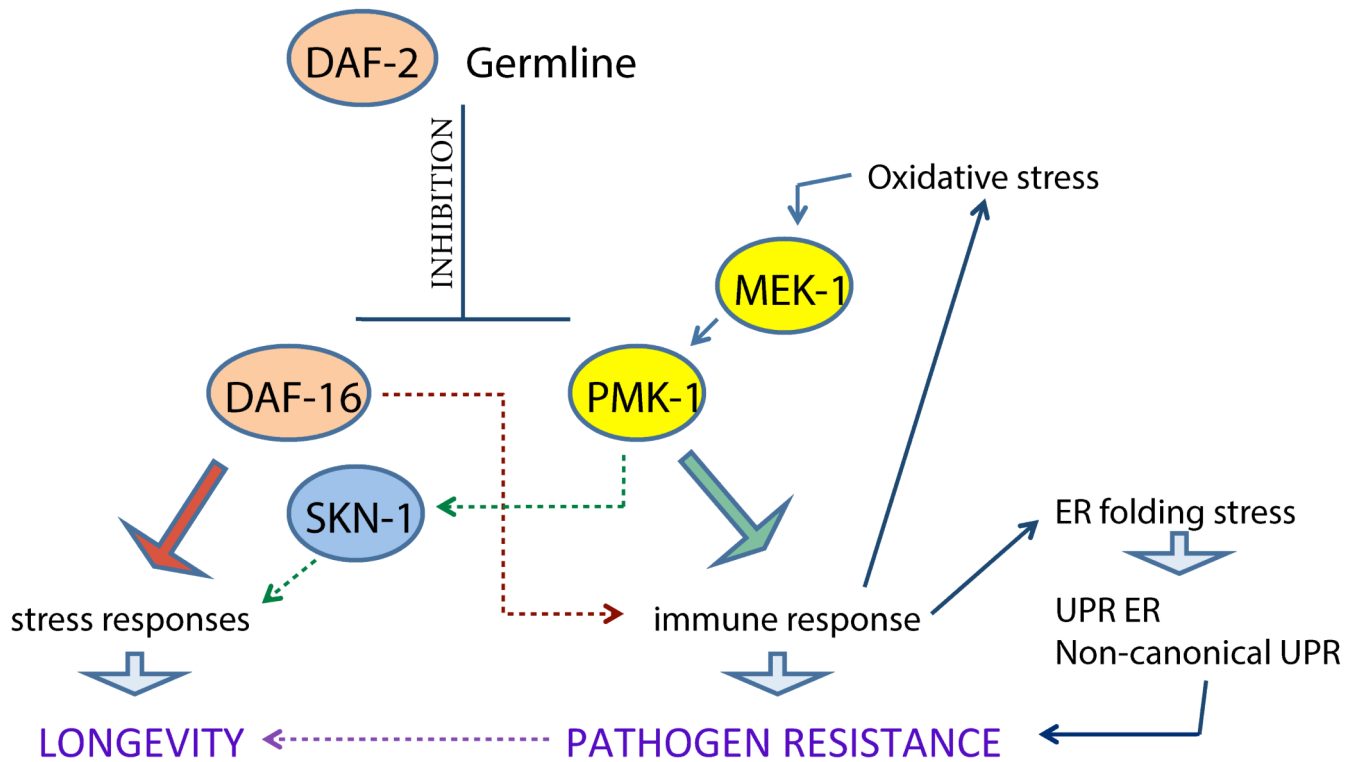 DAF-2
Germline
INHIBITION
Oxidative stress
MEK-1
DAF-16
PMK-1
SKN-1
ER folding stress
stress responses
immune response
UPR ER
Non-canonical UPR
LONGEVITY
PATHOGEN RESISTANCE